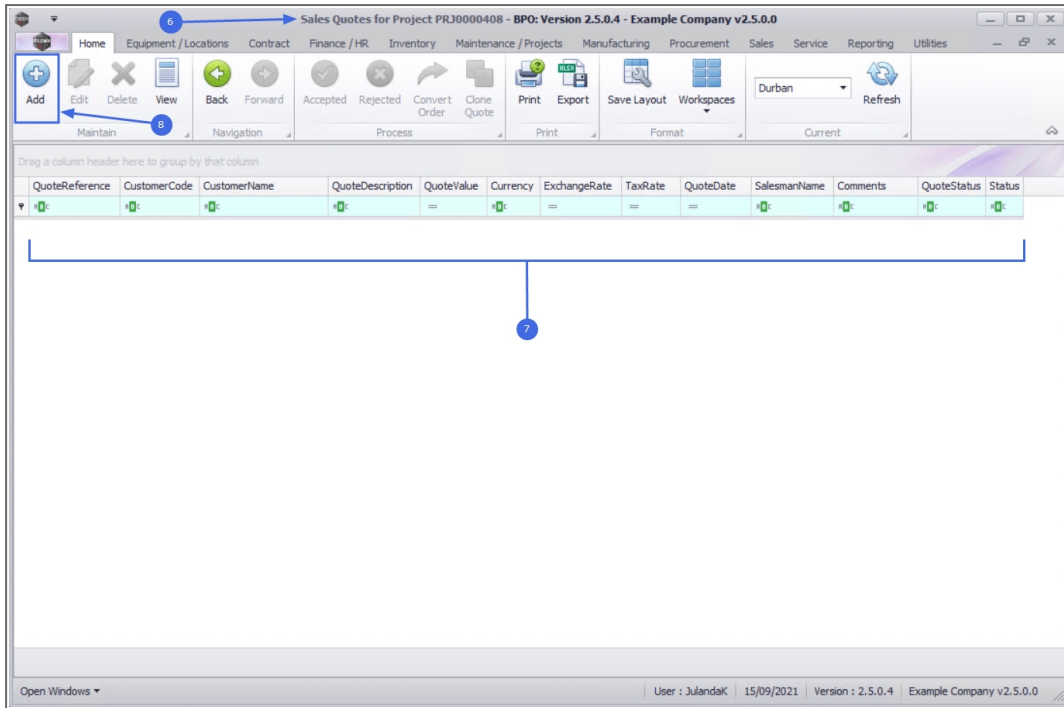 6
Sales Quotes for Project PRJ0000408 - BPO: Version 2.5.0.4 - Example Company v2.5.0.0
Home Equipment / Locations Contract Finance / HR Inventory Maintenance / Projects Manufacturing Procurement Sales Service Reporting Utilities
Add Edit Delete View Back Forward Accepted Rejected Convert Order Clone Quote Print Export Save Layout Workspaces Durban Refresh
8
Maintain Navigation Process Print Format Current
Drag a column header here to group by that column
QuoteReference CustomerCode CustomerName QuoteDescription QuoteValue Currency ExchangeRate TaxRate QuoteDate SalesmanName Comments QuoteStatus Status
7
Open Windows User : JulandaK 15/09/2021 Version : 2.5.0.4 Example Company v2.5.0.0